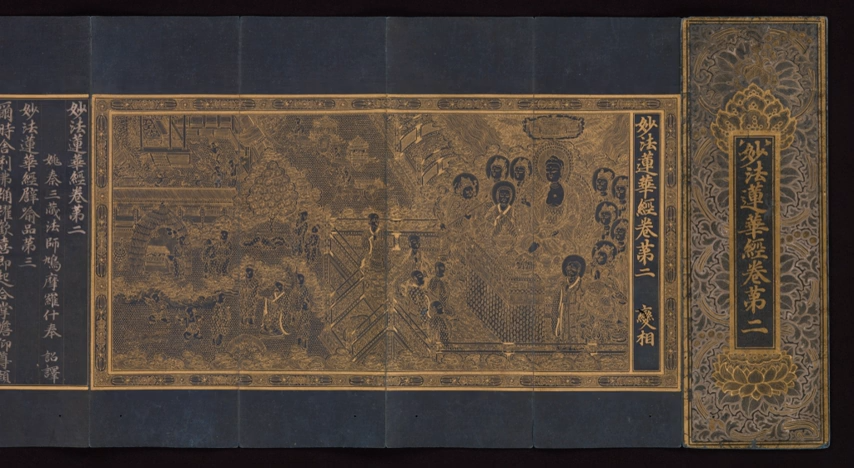 妙法蓮華經卷第二
妙法蓮華經卷第二 變相
妙法蓮華經卷第二
姚秦三藏法師鳩摩羅什奉 詔譯
妙法蓮華經譬喻品第三
爾時舍利弗踊躍歡喜即起合掌瞻仰尊顏